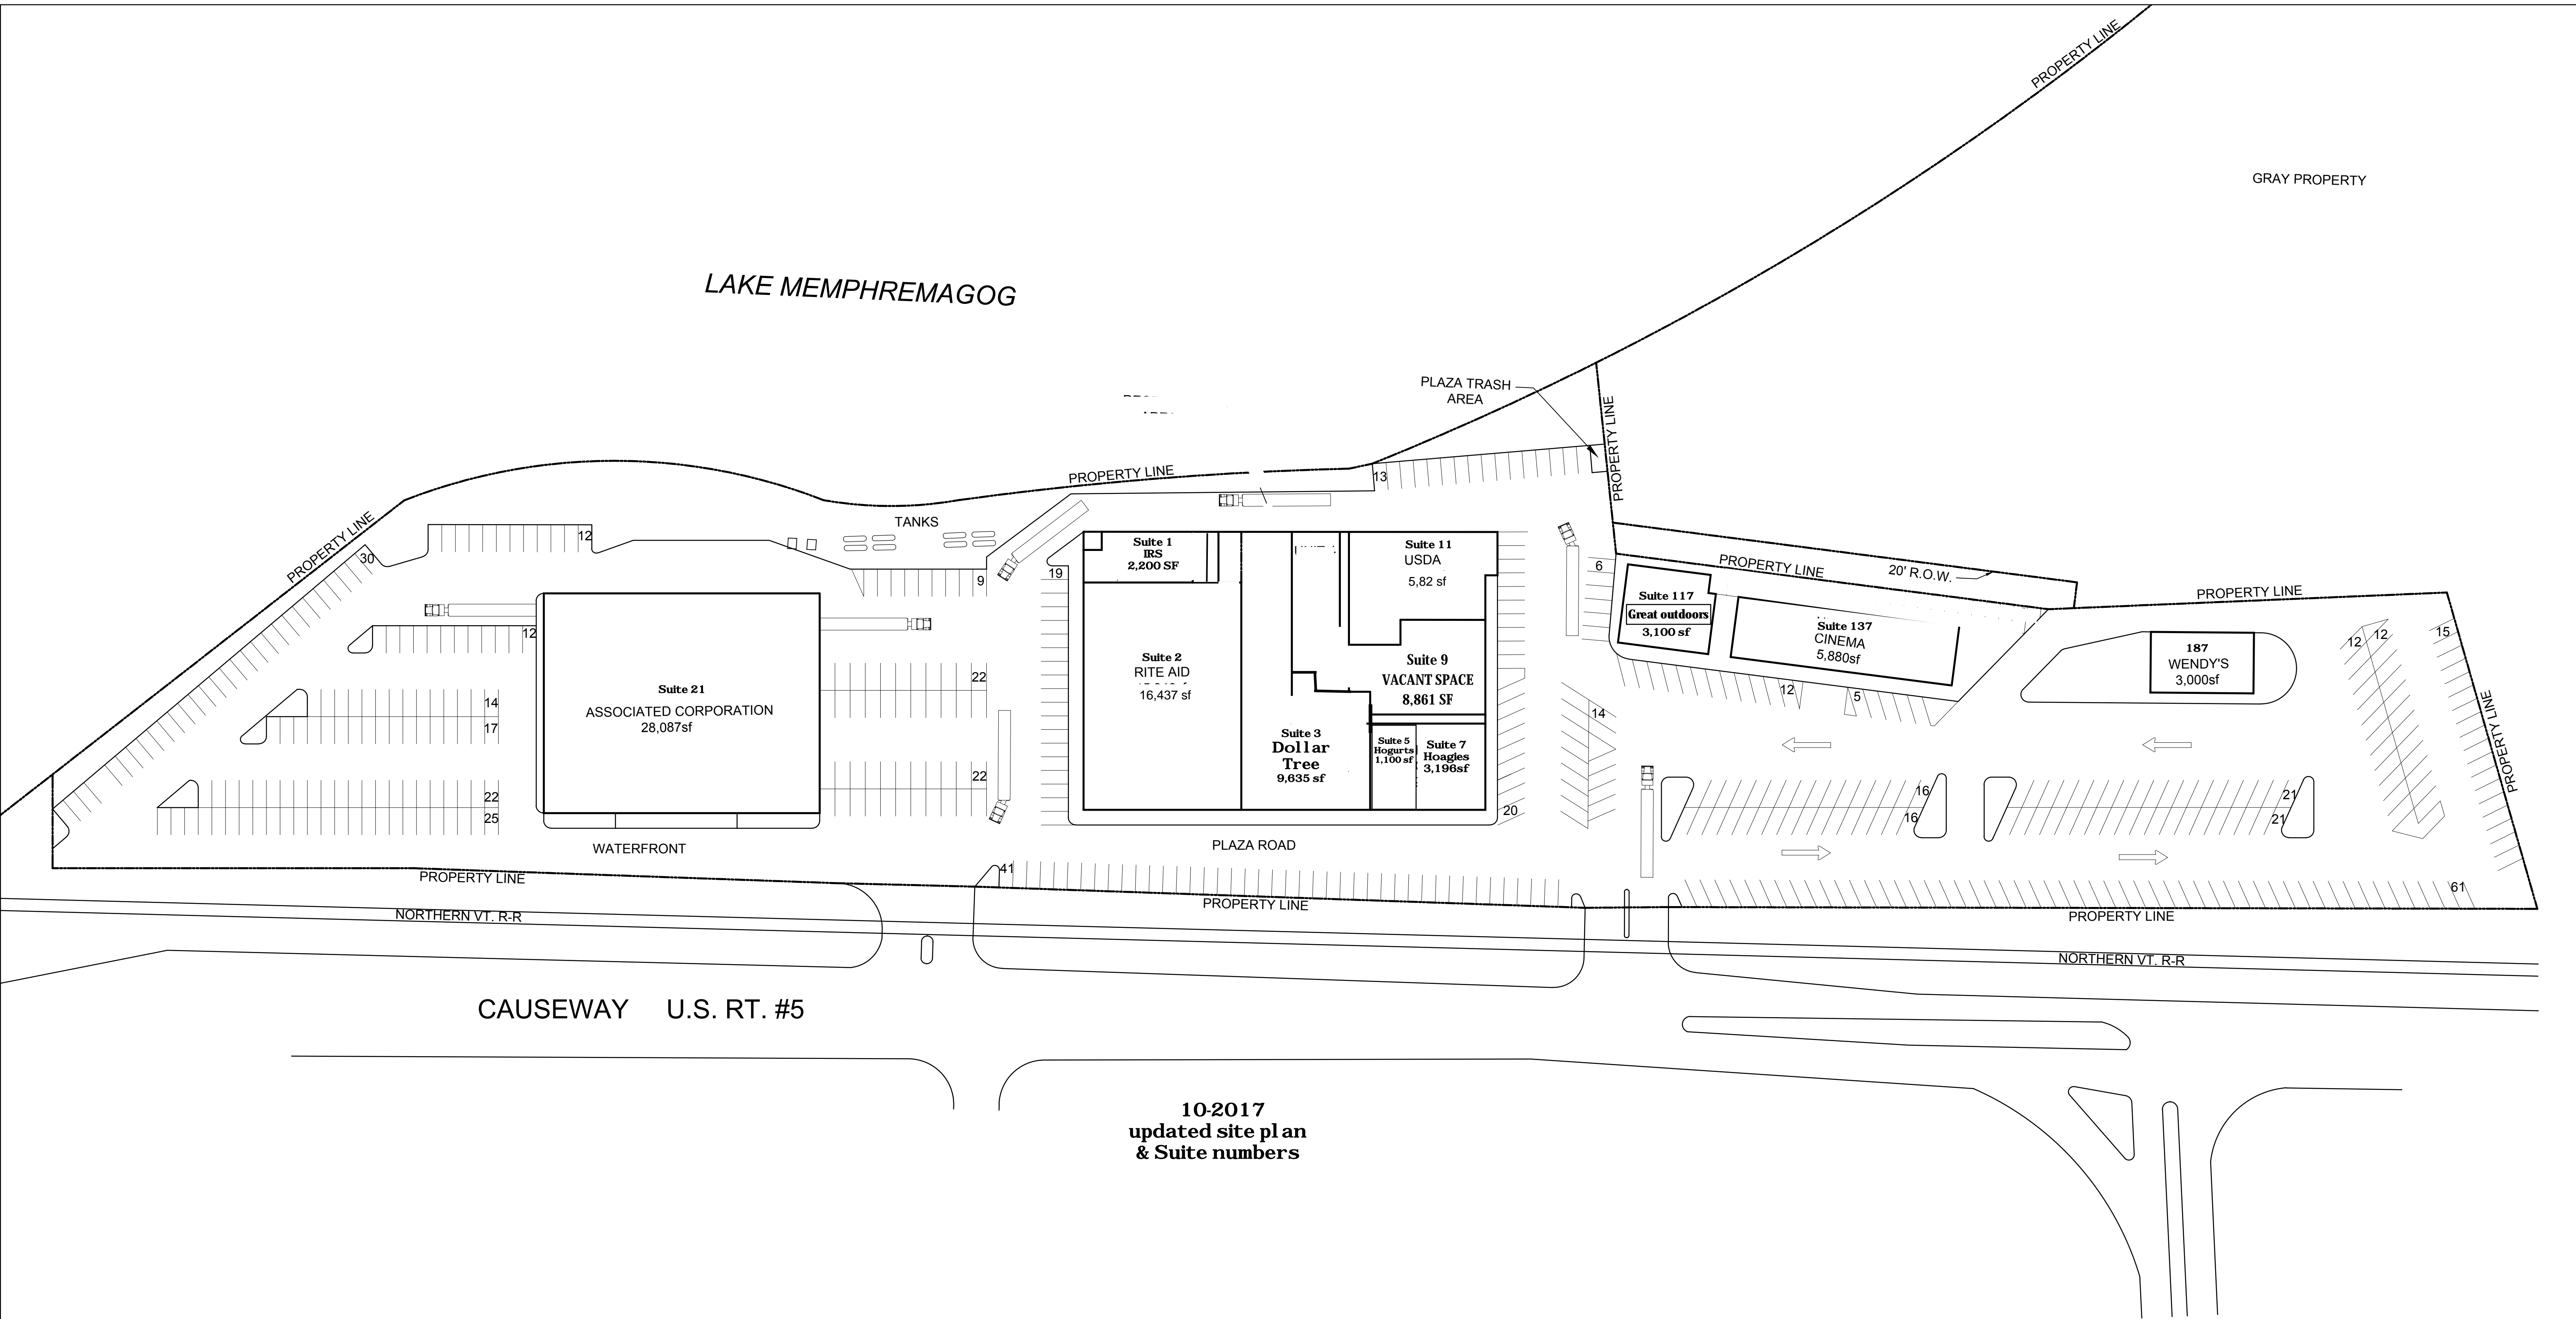 PROPERTY LINE
GRAY PROPERTY
LAKE MEMPHREMAGOG
PLAZA TRASH
AREA
PROPERTY LINE
PROPERTY LINE
13
TANKS
PROPERTY LINE
30
12
9
19
6
12
22
14
17
22
22
25
Suite 21
ASSOCIATED CORPORATION
28,087sf
WATERFRONT
Suite 1
IRS
2,200 SF
Suite 2
RITE AID
16,437 sf
Suite 3
Dollar
Tree
9,635 sf
Suite 11
USDA
5,82 sf
Suite 9
VACANT SPACE
8,861 SF
Suite 5
Hogurts
1,100 sf
Suite 7
Hoagies
3,196sf
20
14
PLAZA ROAD
41
PROPERTY LINE
20' R.O.W.
Suite 117
Great outdoors
3,100 sf
Suite 137
CINEMA
5,880sf
12
5
PROPERTY LINE
187
WENDY'S
3,000sf
12
12
15
PROPERTY LINE
16
16
21
21
61
PROPERTY LINE
PROPERTY LINE
PROPERTY LINE
NORTHERN VT. R-R
NORTHERN VT. R-R
CAUSEWAY U.S. RT. #5
10-2017
updated site plan
& Suite numbers